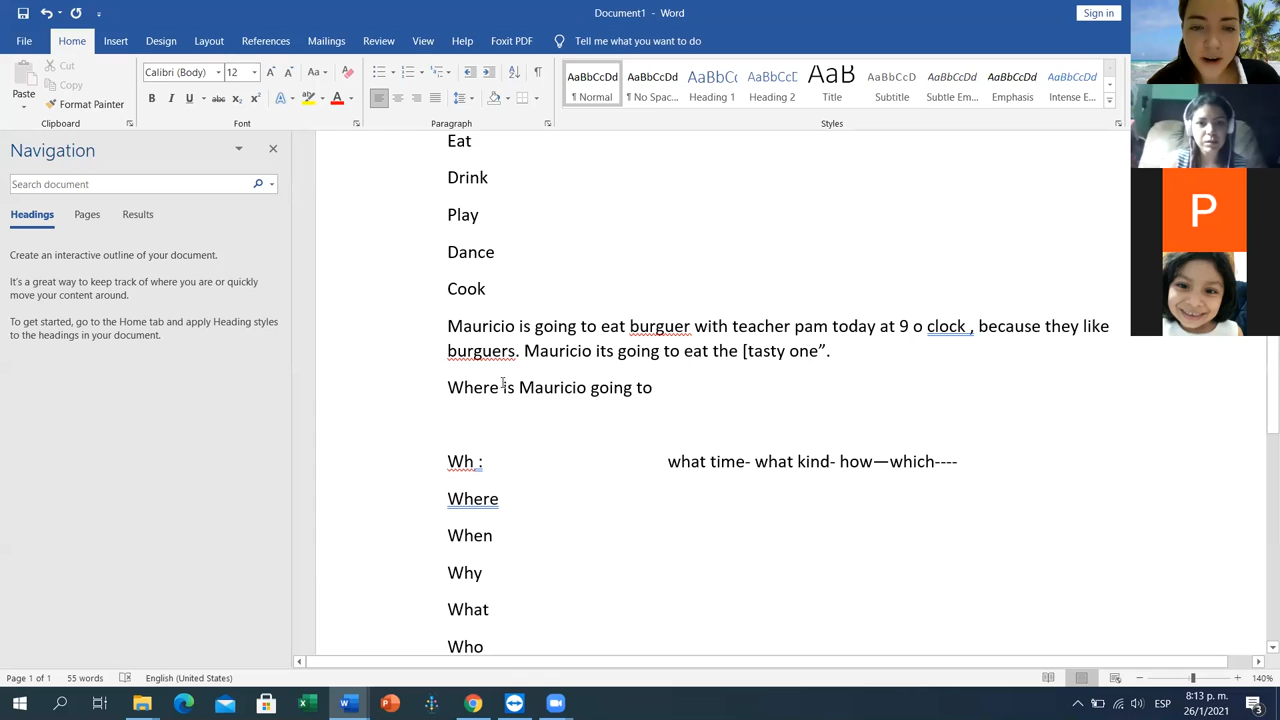 Document1 - Word
Sign in
File Home Insert Design Layout References Mailings Review View Help Foxit PDF Tell me what you want to do
Paste
Cut
Copy
Format Painter
Clipboard
Calibri (Body) 12
Font
Paragraph
AaBbCcDd AaBbCcDd AaBbCc AaBbCcD AaB AaBbCcDd AaBbCcDd AaBbCcDd AaBbCcDd
¶ Normal ¶ No Spac... Heading 1 Heading 2 Title Subtitle Subtle Em... Emphasis Intense E...
Styles
Navigation
Search document
Headings Pages Results
Create an interactive outline of your document.
It's a great way to keep track of where you are or quickly
move your content around.
To get started, go to the Home tab and apply Heading styles
to the headings in your document.
Eat
Drink
Play
Dance
Cook
Mauricio is going to eat burguer with teacher pam today at 9 o clock , because they like
burguers. Mauricio its going to eat the [tasty one”.
Where is Mauricio going to
Wh : what time- what kind- how—which----
Where
When
Why
What
Who
P
Page 1 of 1 55 words English (United States)
140%
ESP
8:13 p. m.
26/1/2021
3